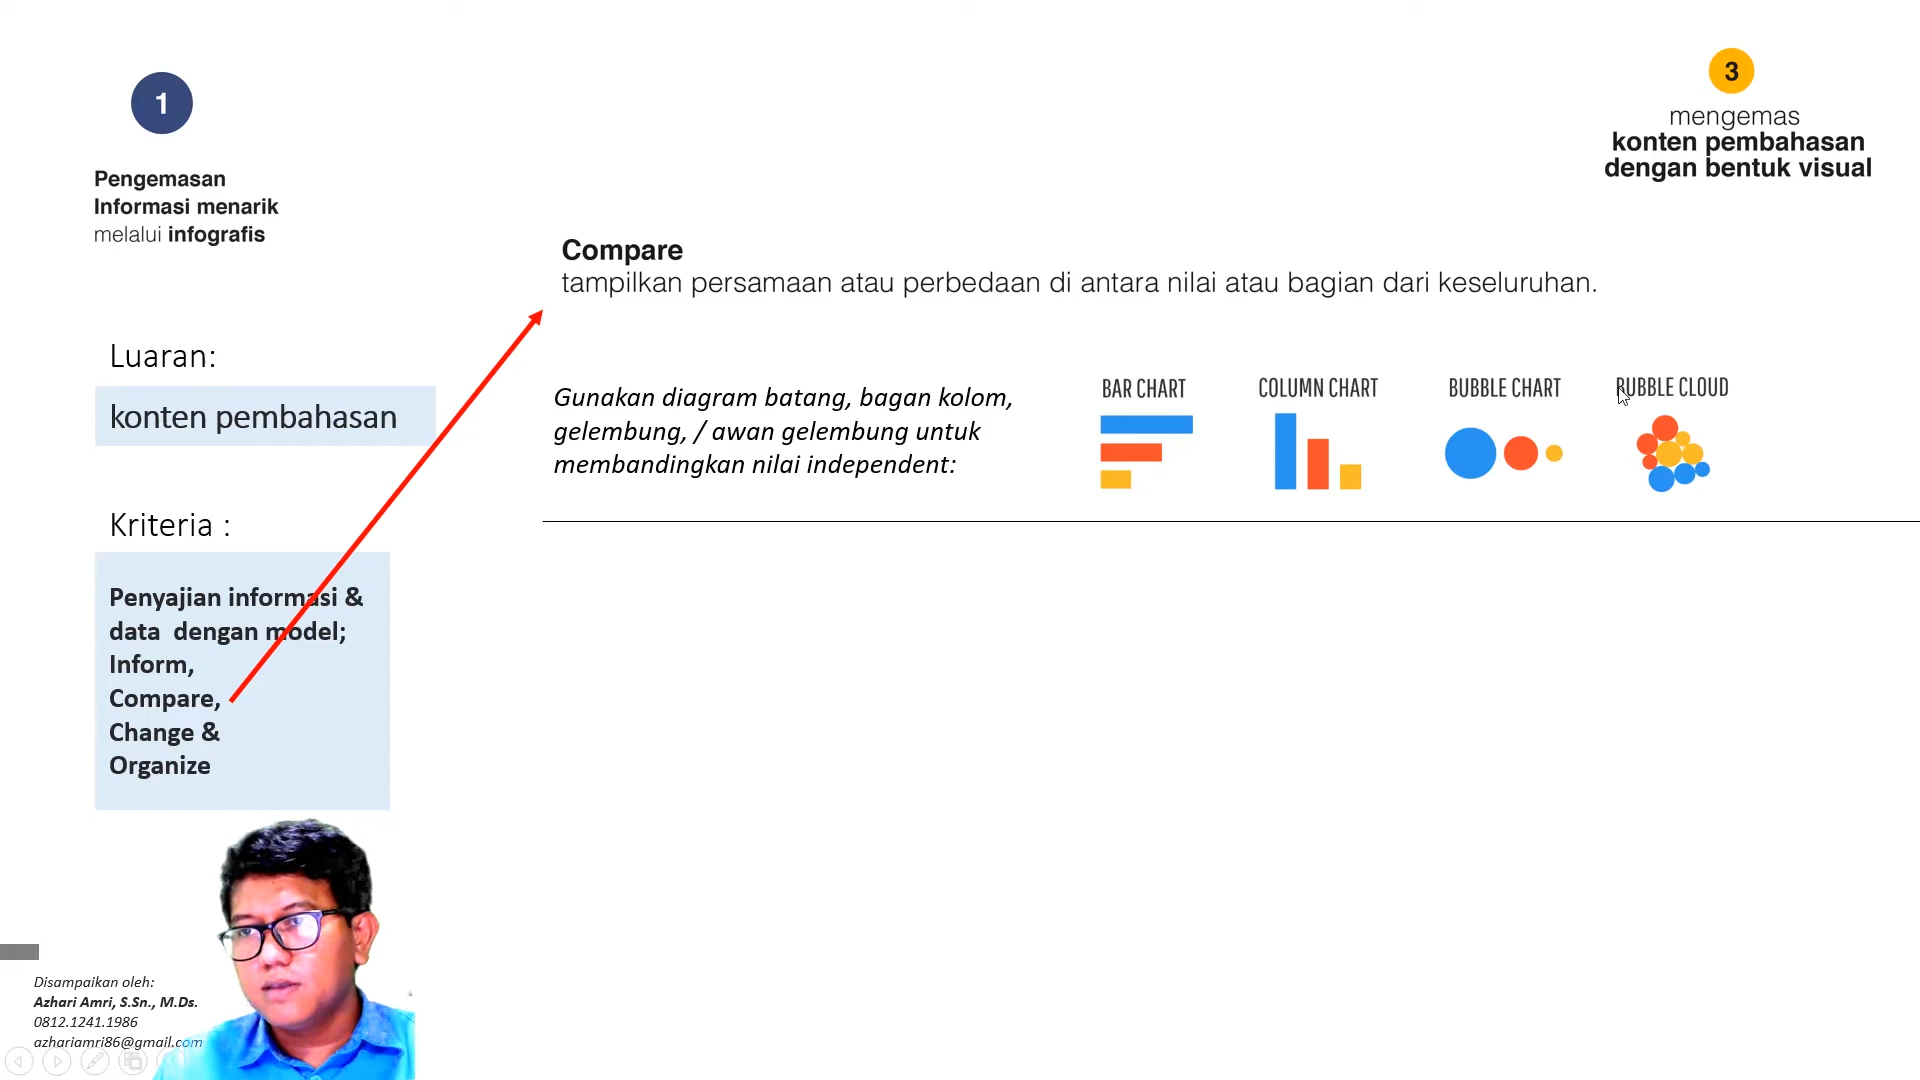 1
Pengemasan
Informasi menarik
melalui infografis
3
mengemas
konten pembahasan
dengan bentuk visual
Compare
tampilkan persamaan atau perbedaan di antara nilai atau bagian dari keseluruhan.
Luaran:
konten pembahasan
Gunakan diagram batang, bagan kolom,
gelembung, / awan gelembung untuk
membandingkan nilai independent:
BAR CHART
COLUMN CHART
BUBBLE CHART
BUBBLE CLOUD
Kriteria :
Penyajian informasi &
data dengan model;
Inform,
Compare,
Change &
Organize
Disampaikan oleh:
Azhari Amri, S.Sn., M.Ds.
0812.1241.1986
azhariamri86@gmail.com